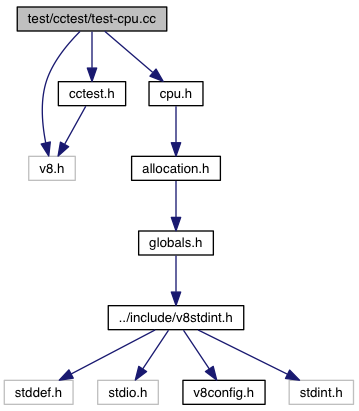 test/cctest/test-cpu.cc
cctest.h
cpu.h
v8.h
allocation.h
globals.h
../include/v8stdint.h
stddef.h
stdio.h
v8config.h
stdint.h